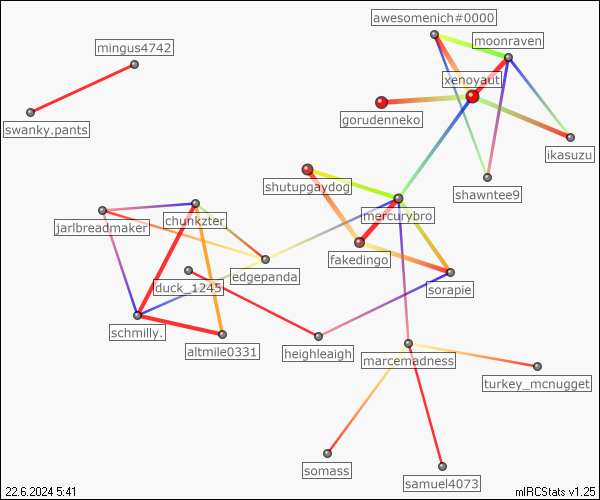 awesomenich#0000
moonraven
mingus4742
xenoyaut
gorudenneko
swanky.pants
ikasuzu
shutupgaydog
shawntee9
mercurybro
chunkzter
jarlbreadmaker
fakedingo
edgepanda
duck_1245
sorapie
schmilly.
altmile0331
heighleaigh
marcemadness
turkey_mcnugget
somass
samuel4073
22.6.2024 5:41
mIRCStats v1.25